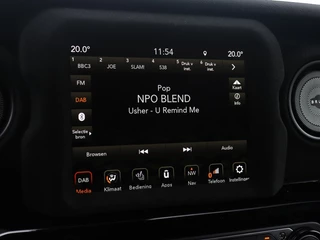 20.0° 11:54 20.0°
1 2 3 4 5 6
BBC3 JOE SLAM! 538 Druk v inst. Druk v inst.
FM
DAB
Selectie bron
Pop
NPO BLEND
Usher - U Remind Me
Kaart
Info
Browsen Audio
DAB
Media
Klimaat
Bediening
Apps
NW
Nav
Telefoon
Instellingen